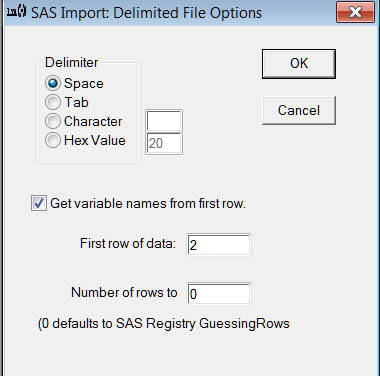 SAS Import: Delimited File Options
Delimiter
Space
Tab
Character
Hex Value
20
OK
Cancel
Get variable names from first row.
First row of data: 2
Number of rows to 0
(0 defaults to SAS Registry GuessingRows